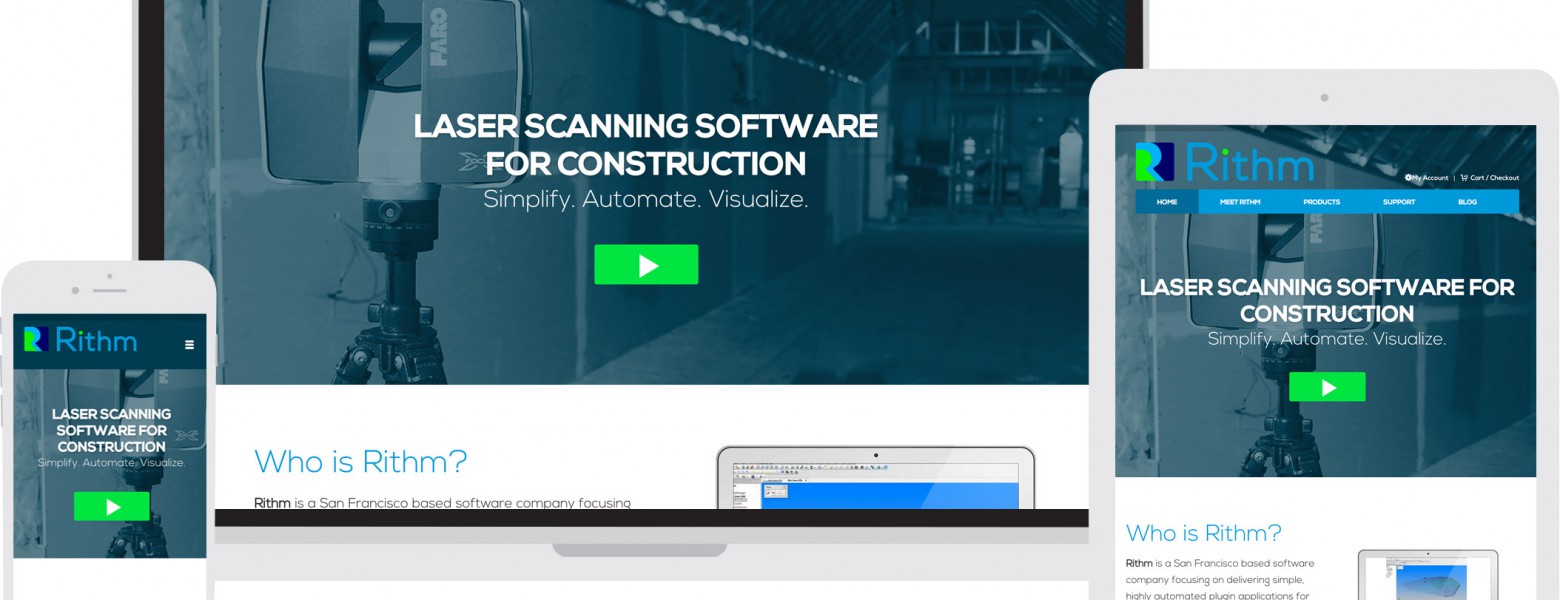 FARO
LASER SCANNING SOFTWARE
FOR CONSTRUCTION
Simplify. Automate. Visualize.
Who is Rithm?
Rithm is a San Francisco based software company focusing
Rithm
LASER SCANNING
SOFTWARE FOR
CONSTRUCTION
Simplify. Automate. Visualize.
Rithm
My Account | Cart / Checkout
HOME MEET RITHM PRODUCTS SUPPORT BLOG
FARO
LASER SCANNING SOFTWARE FOR
CONSTRUCTION
Simplify. Automate. Visualize.
Who is Rithm?
Rithm is a San Francisco based software
company focusing on delivering simple,
highly automated plugin applications for